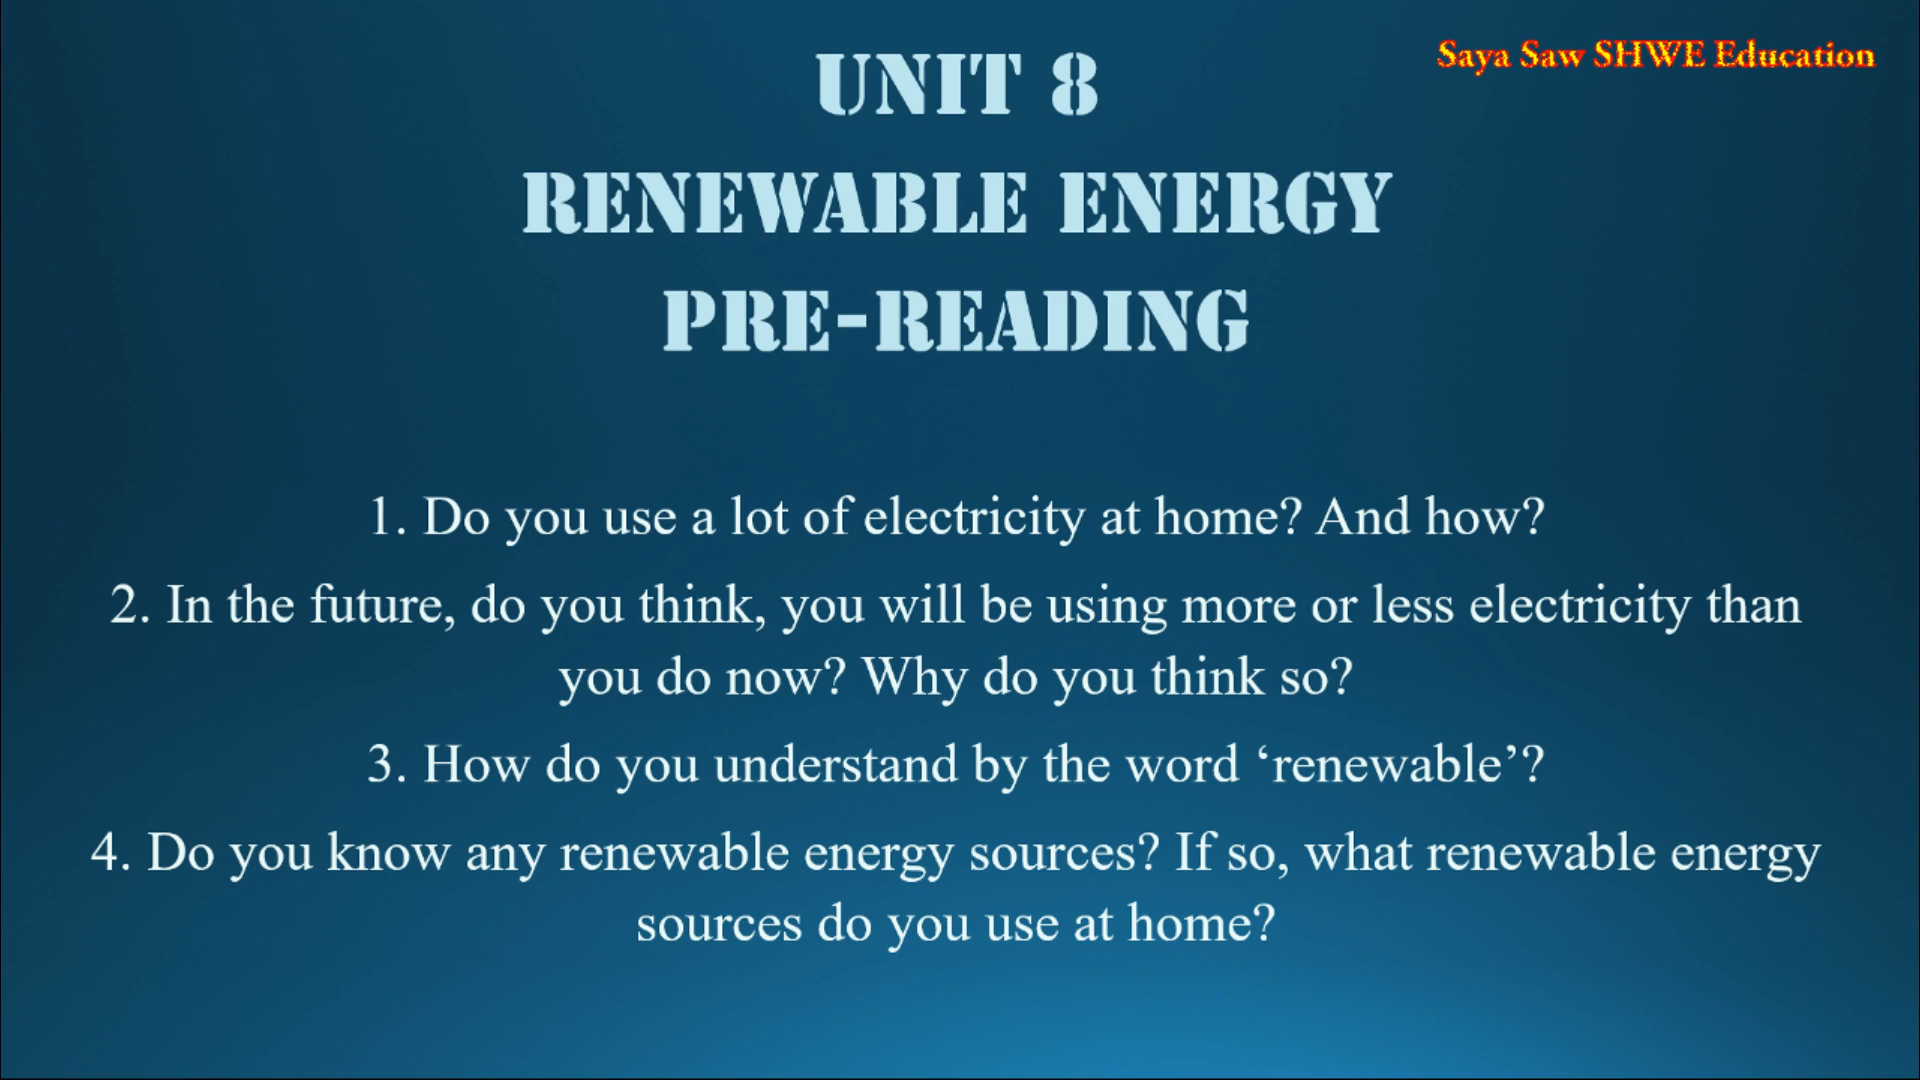 Saya Saw SHWE Education
UNIT 8
RENEWABLE ENERGY
PRE-READING
1. Do you use a lot of electricity at home? And how?
2. In the future, do you think, you will be using more or less electricity than
you do now? Why do you think so?
3. How do you understand by the word ‘renewable’?
4. Do you know any renewable energy sources? If so, what renewable energy
sources do you use at home?